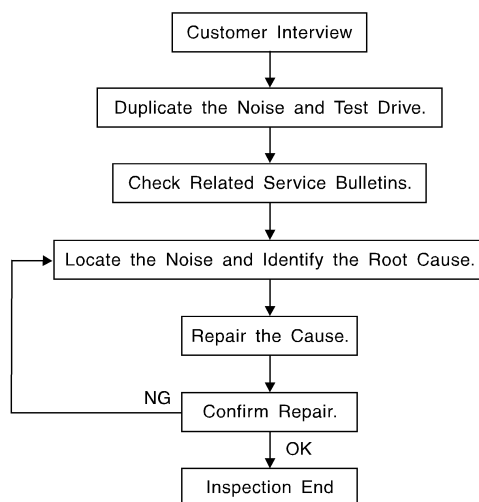 Customer Interview
Duplicate the Noise and Test Drive.
Check Related Service Bulletins.
Locate the Noise and Identify the Root Cause.
Repair the Cause.
NG
Confirm Repair.
OK
Inspection End